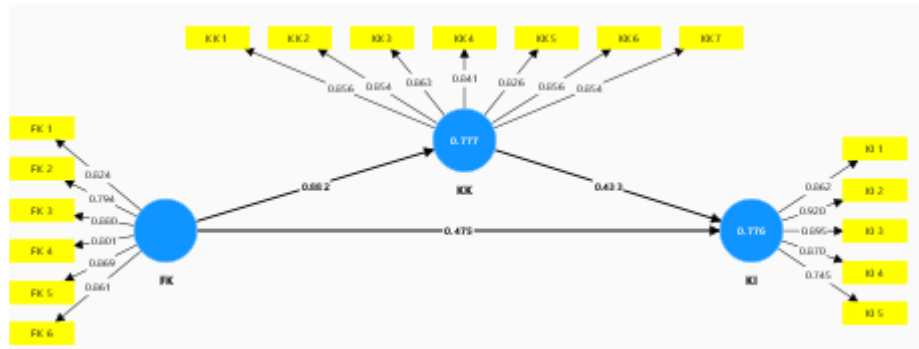 KK 1 KK 2 KK 3 KK 4 KK 5 KK 6 KK 7
0.856 0.854 0.863 0.841 0.826 0.856 0.854
FK 1
FK 2
FK 3
FK 4
FK 5
FK 6
0.824
0.794
0.880
0.801
0.869
0.861
FK
0.882
0.777
KK
0.433
0.475
0.776
KI
0.862
0.920
0.895
0.870
0.745
KI 1
KI 2
KI 3
KI 4
KI 5